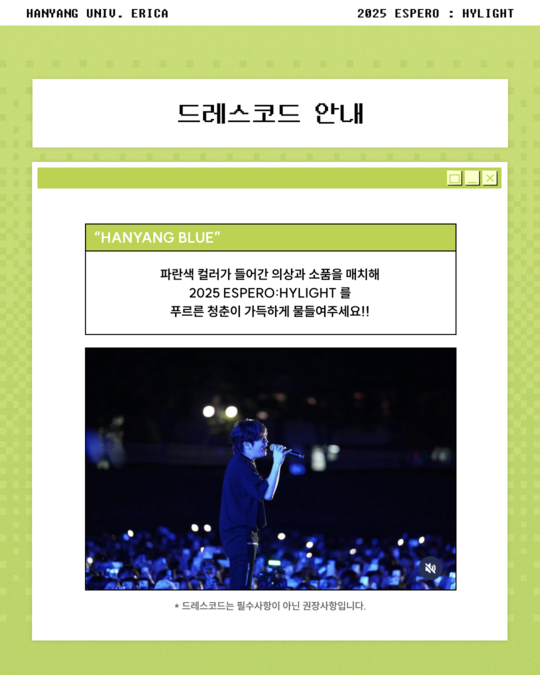 HANYANG UNIV. ERICA
2025 ESPERO : HYLIGHT
드레스코드 안내
“HANYANG BLUE”
파란색 컬러가 들어간 의상과 소품을 매치해
2025 ESPERO:HYLIGHT 를
푸르른 청춘이 가득하게 물들여주세요!!
* 드레스코드는 필수사항이 아닌 권장사항입니다.